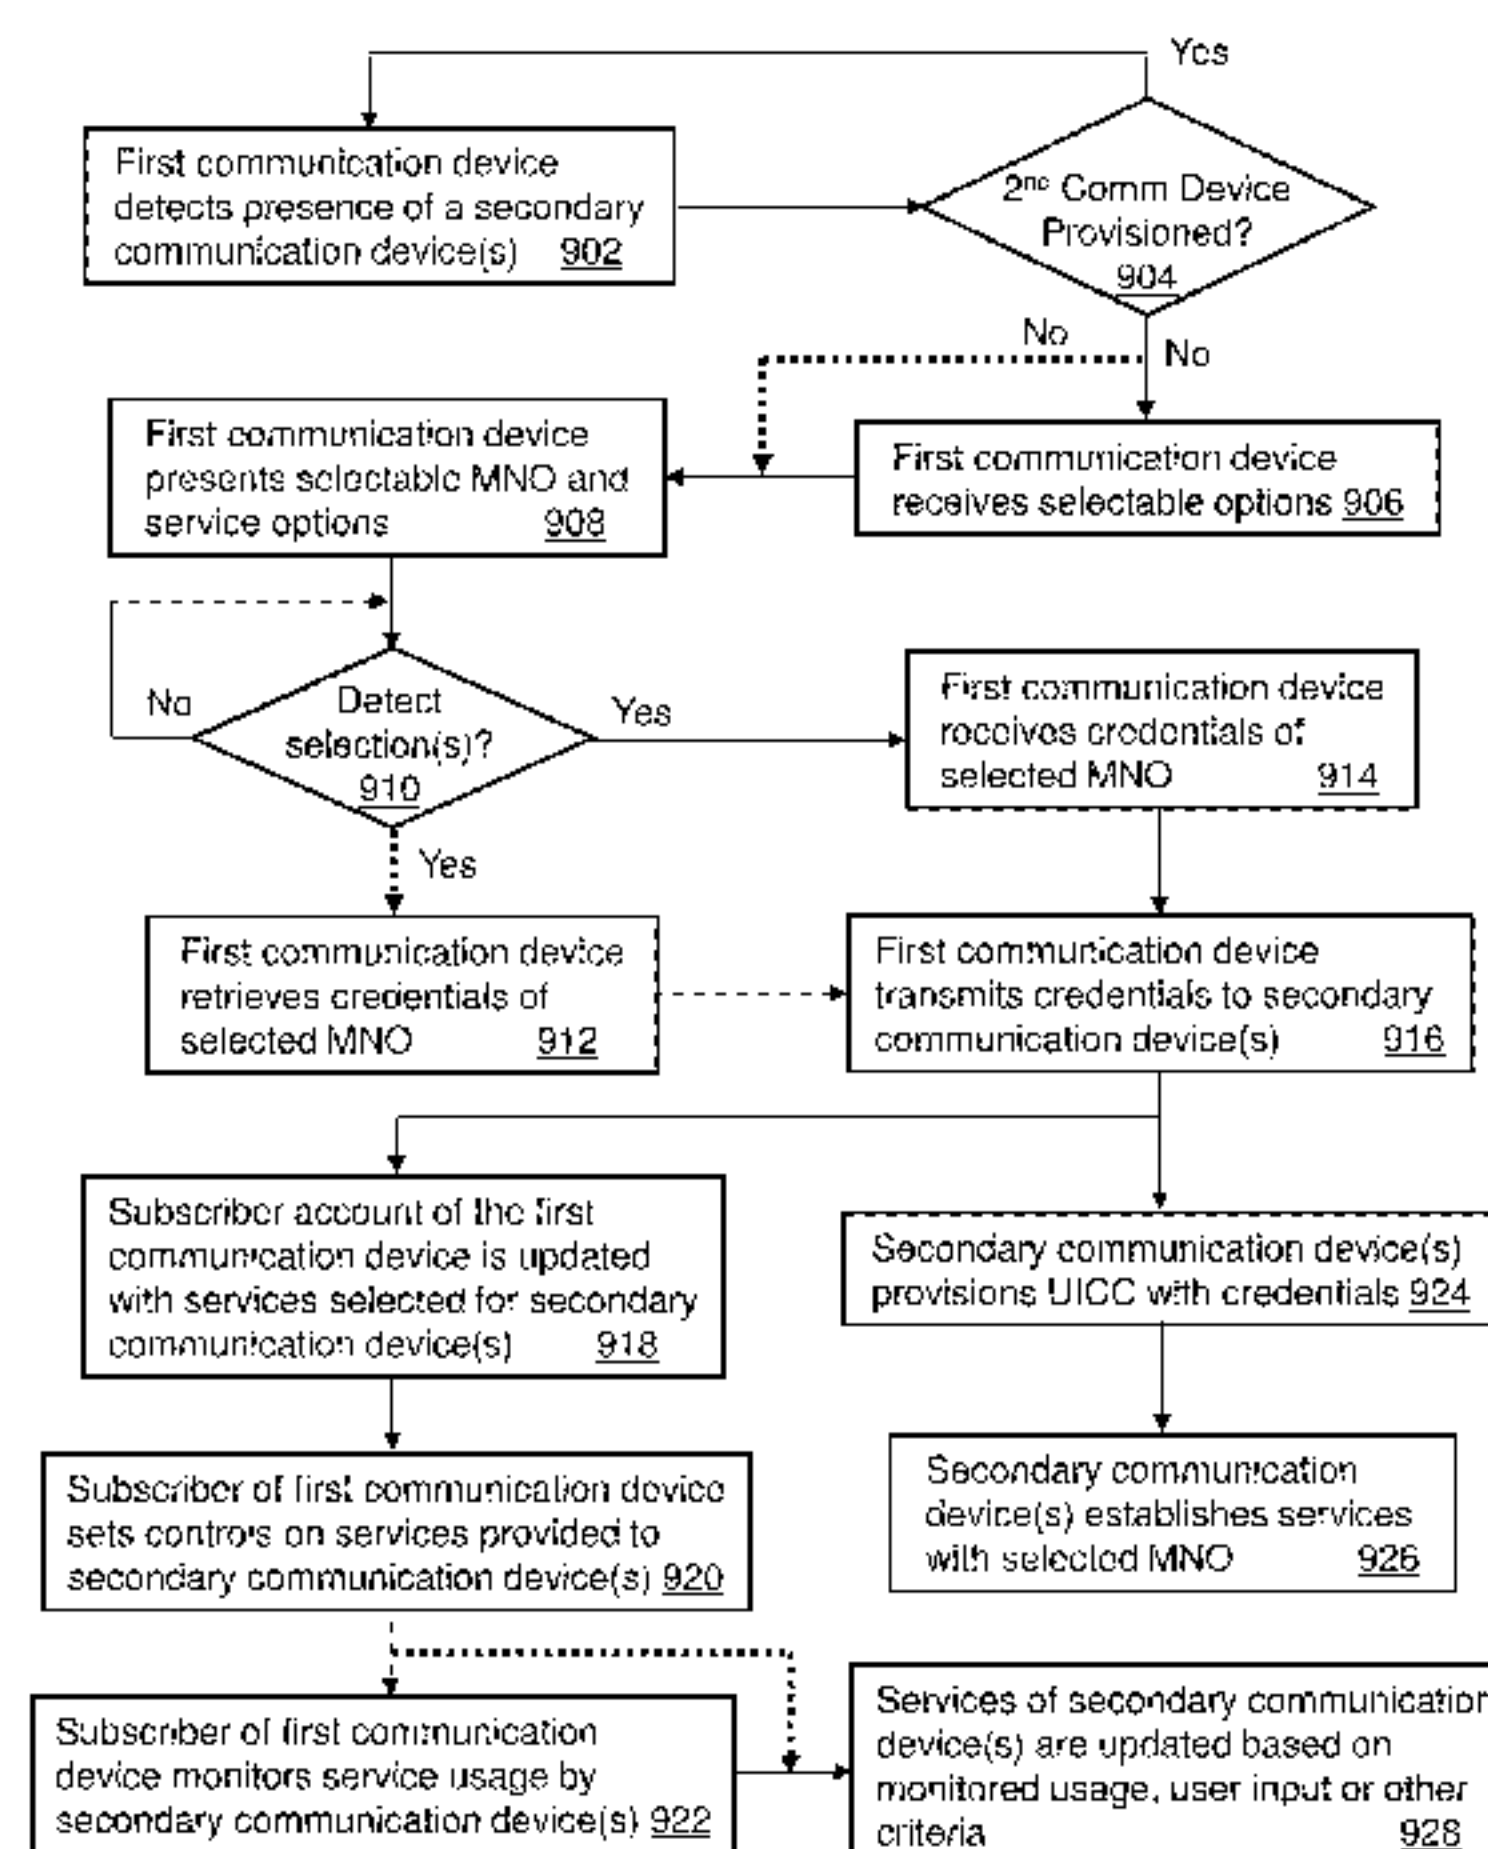 Yes
First communication device
detects presence of a secondary
communication device(s) 902
2nd Comm Device
Provisioned?
904
No
No
First communication device
presents selectable MNO and
service options 908
First communication device
receives selectable options 906
No
Detect
selection(s)?
910
Yes
First communication device
receives credentials of
selected MNO 914
Yes
First communication device
retrieves credentials of
selected MNO 912
First communication device
transmits credentials to secondary
communication device(s) 916
Subscriber account of the first
communication device is updated
with services selected for secondary
communication device(s) 918
Secondary communication device(s)
provisions UICC with credentials 924
Subscriber of first communication device
sets controls on services provided to
secondary communication device(s) 920
Secondary communication
device(s) establishes services
with selected MNO 926
Subscriber of first communication
device monitors service usage by
secondary communication device(s) 922
Services of secondary communication
device(s) are updated based on
monitored usage, user input or other
criteria 928